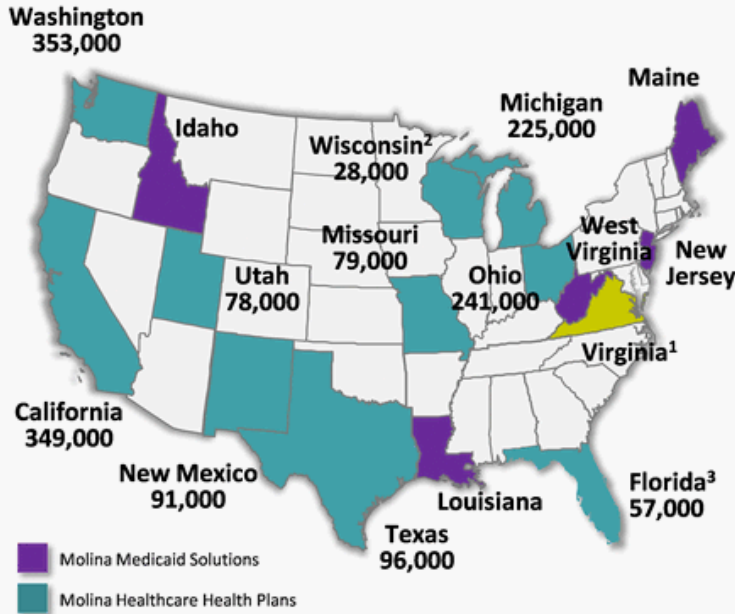 Washington
353,000
Maine
Michigan
225,000
Idaho
Wisconsin²
28,000
West
Virginia
New
Jersey
Missouri
79,000
Utah
78,000
Ohio
241,000
Virginia¹
California
349,000
New Mexico
91,000
Florida³
57,000
Louisiana
Texas
96,000
Molina Medicaid Solutions
Molina Healthcare Health Plans